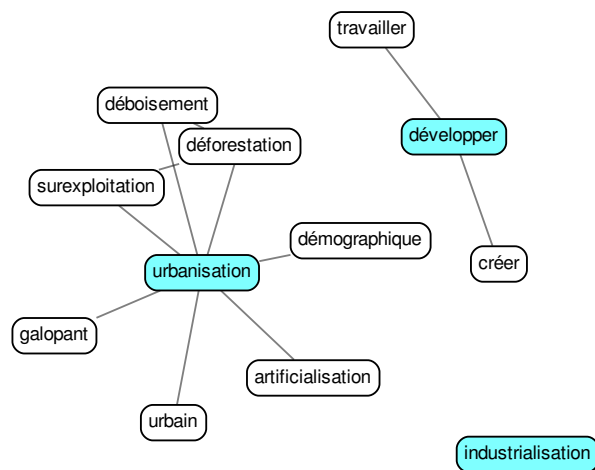 travailler
déboisement
développer
déforestation
surexploitation
démographique
créer
urbanisation
galopant
artificialisation
urbain
industrialisation